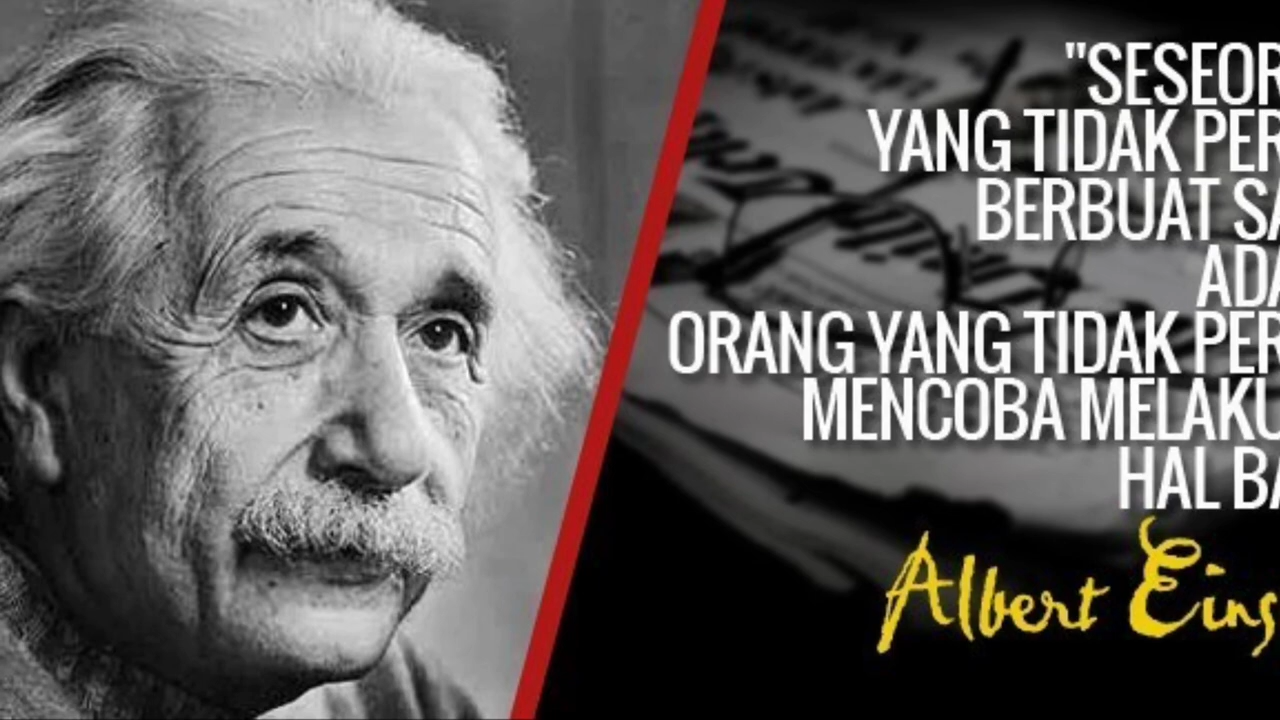 "SESEOR
YANG TIDAK PER
BERBUAT SA
ADA
ORANG YANG TIDAK PER
MENCOBA MELAKU
HAL BA
Albert Eins